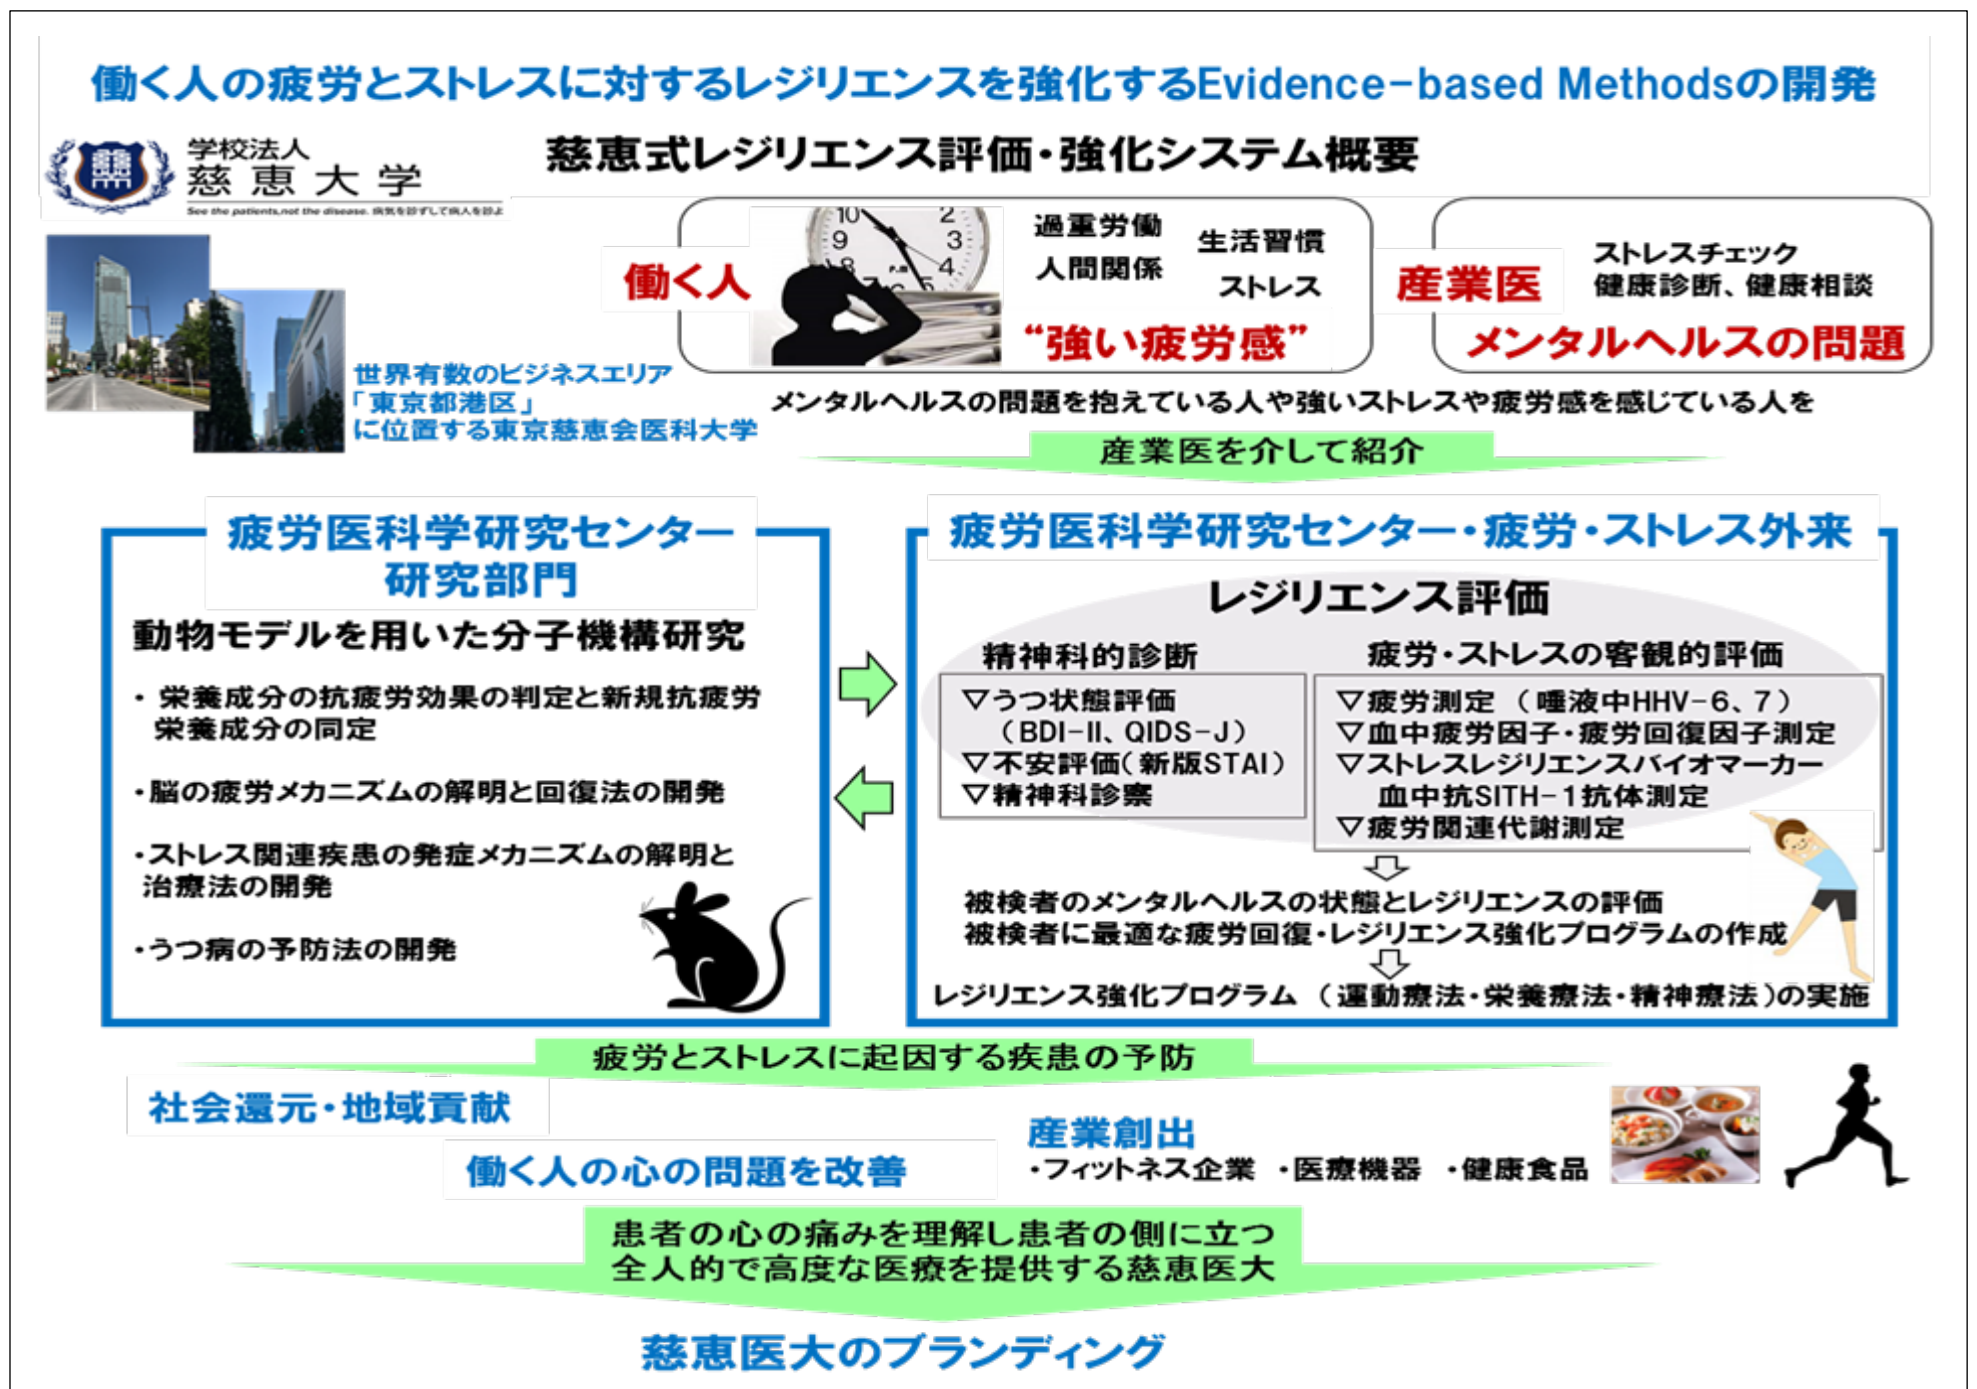 働く人の疲労とストレスに対するレジリエンスを強化するEvidence-based Methodsの開発
学校法人
慈恵大学
See the patients,not the disease. 病気を診ずして病人を診よ
慈恵式レジリエンス評価・強化システム概要
働く人
10
2
9
3
8
4
P.M
5
過重労働
生活習慣
人間関係
ストレス
“強い疲労感”
産業医
ストレスチェック
健康診断、健康相談
メンタルヘルスの問題
世界有数のビジネスエリア
「東京都港区」
に位置する東京慈恵会医科大学
メンタルヘルスの問題を抱えている人や強いストレスや疲労感を感じている人を
産業医を介して紹介
疲労医科学研究センター
研究部門
動物モデルを用いた分子機構研究
・ 栄養成分の抗疲労効果の判定と新規抗疲労
栄養成分の同定
・脳の疲労メカニズムの解明と回復法の開発
・ストレス関連疾患の発症メカニズムの解明と
治療法の開発
・うつ病の予防法の開発
疲労医科学研究センター・疲労・ストレス外来
レジリエンス評価
精神科的診断
▽うつ状態評価
（BDI-II、QIDS-J）
▽不安評価（新版STAI）
▽精神科診察
疲労・ストレスの客観的評価
▽疲労測定 （唾液中HHV-6、7）
▽血中疲労因子・疲労回復因子測定
▽ストレスレジリエンスバイオマーカー
血中抗SITH-1抗体測定
▽疲労関連代謝測定
被検者のメンタルヘルスの状態とレジリエンスの評価
被検者に最適な疲労回復・レジリエンス強化プログラムの作成
レジリエンス強化プログラム （運動療法・栄養療法・精神療法）の実施
疲労とストレスに起因する疾患の予防
社会還元・地域貢献
働く人の心の問題を改善
産業創出
・フィットネス企業 ・医療機器 ・健康食品
患者の心の痛みを理解し患者の側に立つ
全人的で高度な医療を提供する慈恵医大
慈恵医大のブランディング